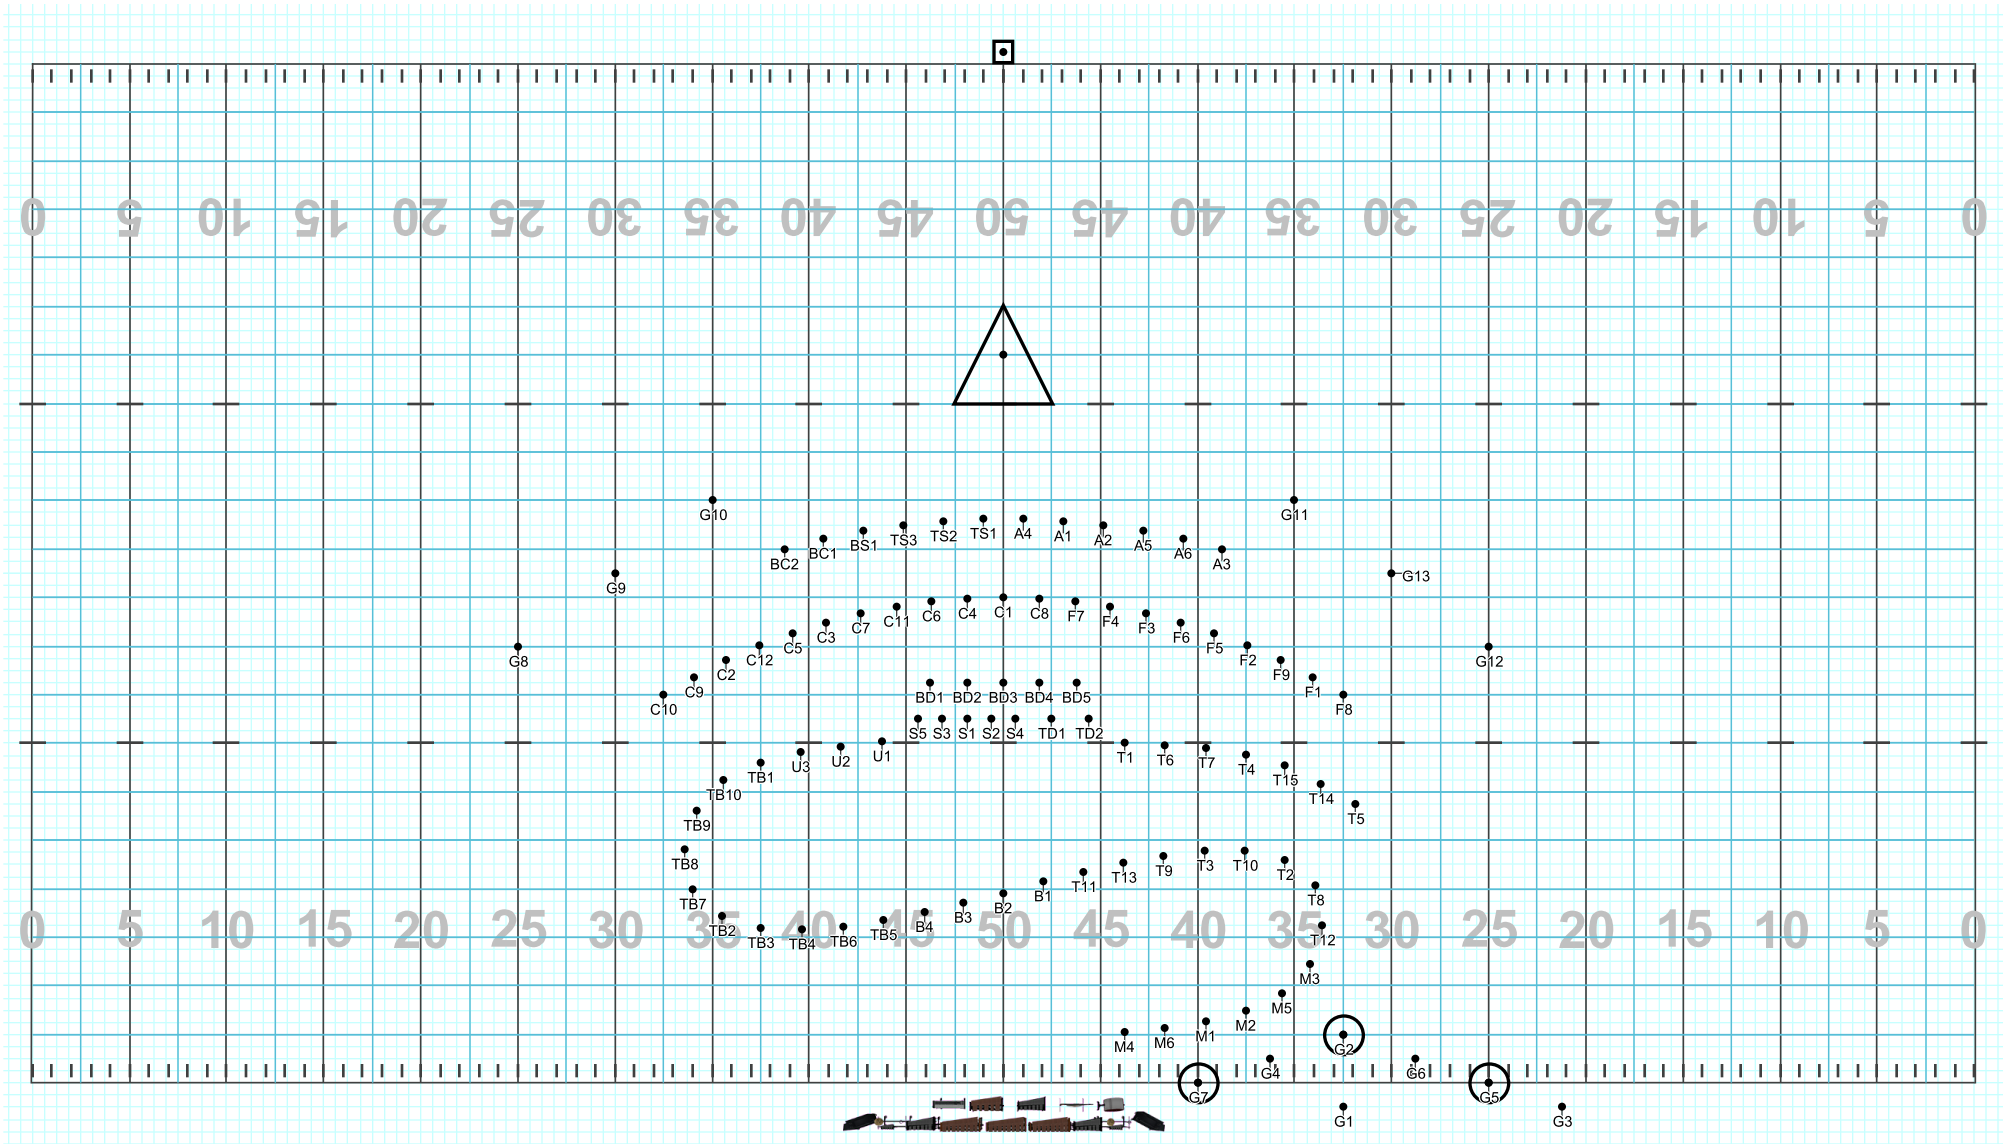 0 5 10 15 20 25 30 35 40 45 50 45 40 35 30 25 20 15 10 5 0
G10 G11
TS3 TS2 TS1 A4 A1 A2
BC2 BC1 BS1 A5 A6 A3
G9 G13
C7 C11 C6 C4 C1 C8 F7 F4 F3
C12 C5 C3 F6 F5 F2
G8 G12
C10 C9 C2 F9 F1 F8
BD1 BD2 BD3 BD4 BD5
S5 S3 S1 S2 S4 TD1 TD2
TB1 U3 U2 U1 T1 T6 T7 T4 T15
TB10 T14
TB9 T5
TB8 T13 T9 T3 T10 T2
TB7 B2 B1 T11 T8
0 5 10 15 20 25 30 35 40 45 50 45 40 35 30 25 20 15 10 5 0
TB2 TB3 TB4 TB6 TB5 B4 B3 T12
M3
M5
M4 M6 M1 M2
G2
G4 G6
G7 G5
G1 G3